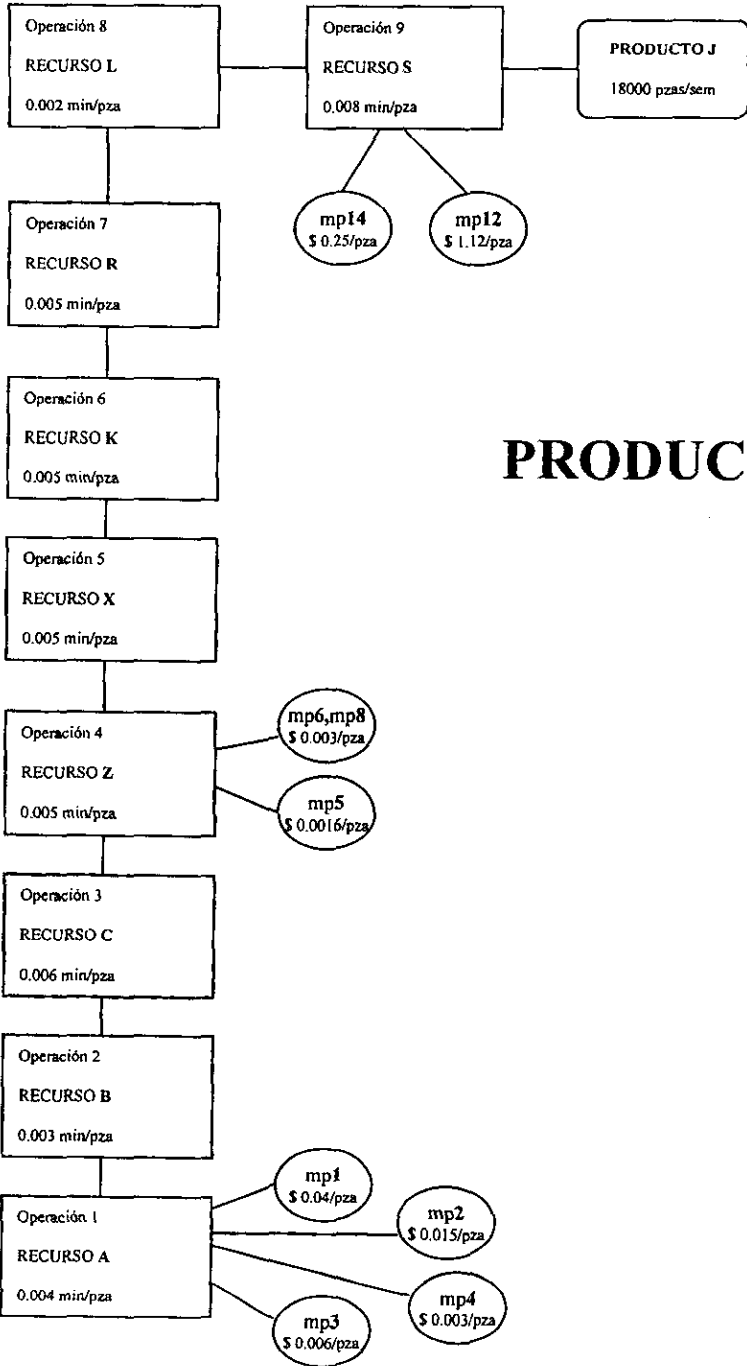 Operación 8
RECURSO L
0.002 min/pza
Operación 9
RECURSO S
0.008 min/pza
PRODUCTO J
18000 pzas/sem
mp14
$ 0.25/pza
mp12
$ 1.12/pza
Operación 7
RECURSO R
0.005 min/pza
Operación 6
RECURSO K
0.005 min/pza
PRODUC
Operación 5
RECURSO X
0.005 min/pza
Operación 4
RECURSO Z
0.005 min/pza
mp6,mp8
$ 0.003/pza
mp5
$ 0.0016/pza
Operación 3
RECURSO C
0.006 min/pza
Operación 2
RECURSO B
0.003 min/pza
Operación 1
RECURSO A
0.004 min/pza
mp1
$ 0.04/pza
mp2
$ 0.015/pza
mp4
$ 0.003/pza
mp3
$ 0.006/pza